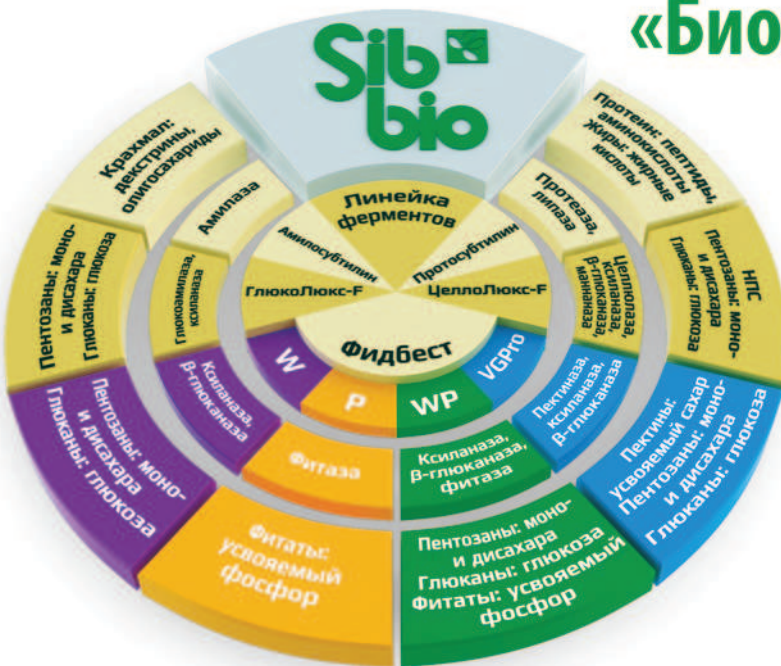 «Био
Sib
bio
Линейка
ферментов
Крахмал:
декстрины,
олигосахариды
Амилаза
Амилосубтилин
Протеин: пептиды,
аминокислоты
Жиры: жирные
кислоты
Протеаза,
липаза
Протосубтилин
Пентозаны: моно-
и дисахара
Глюканы: глюкоза
Глюкоамилаза,
ксиланаза
ГлюкоЛюкс-F
НПС
Пентозаны: моно-
и дисахара
Глюканы: глюкоза
Целлюлаза,
ксиланаза,
β-глюканаза,
маннаназа
ЦеллоЛюкс-F
Фидбест
W
Ксиланаза,
β-глюканаза
Пентозаны: моно-
и дисахара
Глюканы: глюкоза
P
Фитаза
Фитаты:
усвояемый
фосфор
WP
Ксиланаза,
β-глюканаза,
фитаза
Пентозаны: моно-
и дисахара
Глюканы: глюкоза
Фитаты: усвояемый
фосфор
VGPro
Пектиназа,
ксиланаза,
β-глюканаза
Пектины:
усвояемый сахар
Пентозаны: моно-
и дисахара
Глюканы: глюкоза